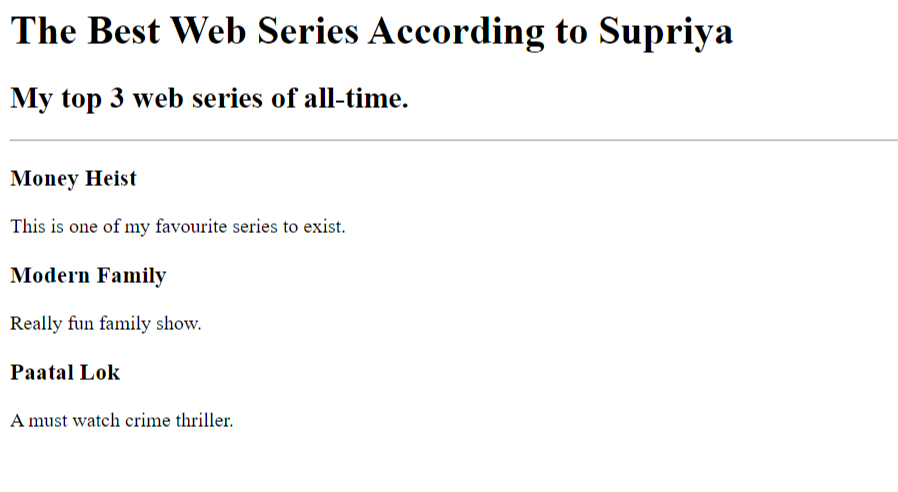 The Best Web Series According to Supriya
My top 3 web series of all-time.
Money Heist
This is one of my favourite series to exist.
Modern Family
Really fun family show.
Paatal Lok
A must watch crime thriller.